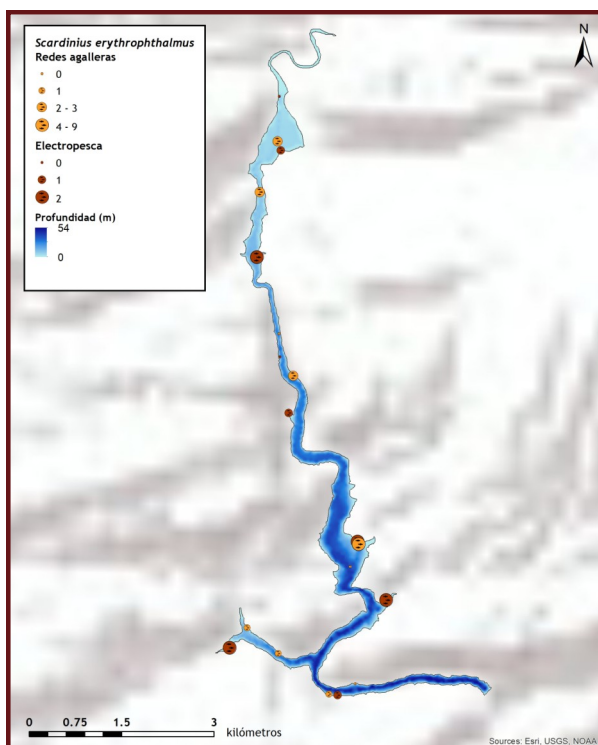 Scardinius erythrophthalmus
Redes agalleras
0
1
2 - 3
4 - 9
Electropesca
0
1
2
Profundidad (m)
54
0
N
0 0.75 1.5 3
kilómetros
Sources: Esri, USGS, NOAA